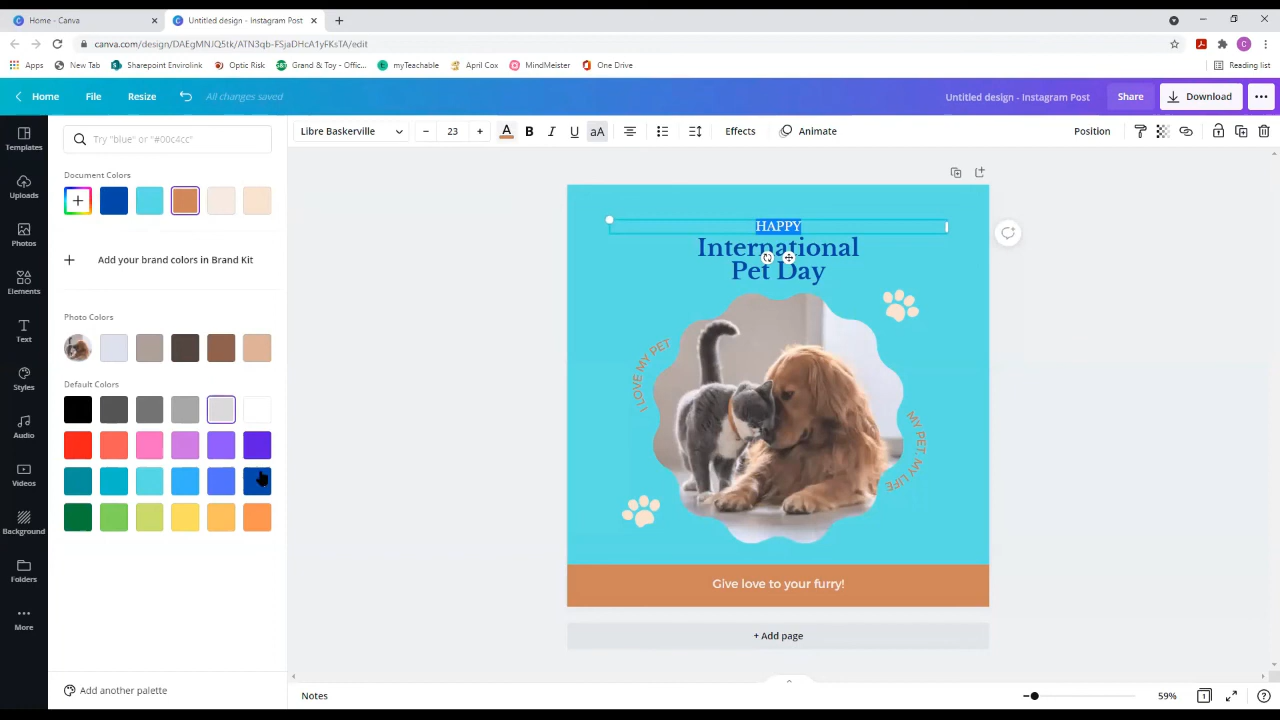 Home - Canva
Untitled design - Instagram Post
canva.com/design/DAEgMNJQ5tk/ATN3qb-FSjaDHcA1yFKsTA/edit
Apps
New Tab
Sharepoint Envirolink
Optic Risk
Grand & Toy - Offic...
myTeachable
April Cox
MindMeister
One Drive
Reading list
Home
File
Resize
All changes saved
Untitled design - Instagram Post
Share
Download
Templates
Uploads
Photos
Elements
Text
Styles
Audio
Videos
Background
Folders
More
Try "blue" or "#00c4cc"
Document Colors
Add your brand colors in Brand Kit
Photo Colors
Default Colors
Add another palette
Libre Baskerville
23
A
B
I
U
aA
Effects
Animate
Position
HAPPY
International
Pet Day
I LOVE MY PET
MY PET, MY LIFE
Give love to your furry!
+ Add page
Notes
59%
1